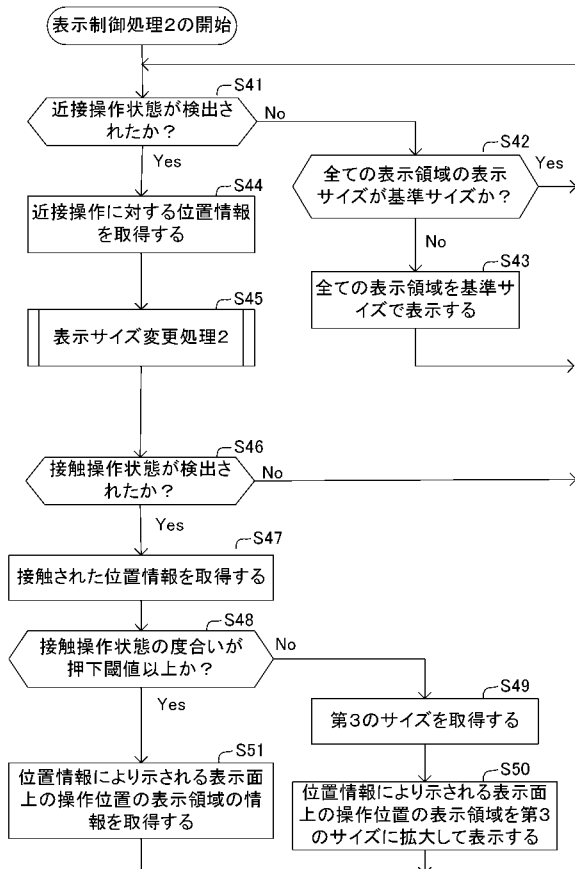 表示制御処理2の開始
S41
近接操作状態が検出さ
れたか?
No
Yes
S42
全ての表示領域の表示
サイズが基準サイズか?
Yes
No
S43
全ての表示領域を基準サ
イズで表示する
S44
近接操作に対する位置情報
を取得する
S45
表示サイズ変更処理2
S46
接触操作状態が検出さ
れたか?
No
Yes
S47
接触された位置情報を取得する
S48
接触操作状態の度合いが
押下閾値以上か?
No
Yes
S49
第3のサイズを取得する
S50
位置情報により示される表示面
上の操作位置の表示領域を第3
のサイズに拡大して表示する
S51
位置情報により示される表示面
上の操作位置の表示領域の情
報を取得する